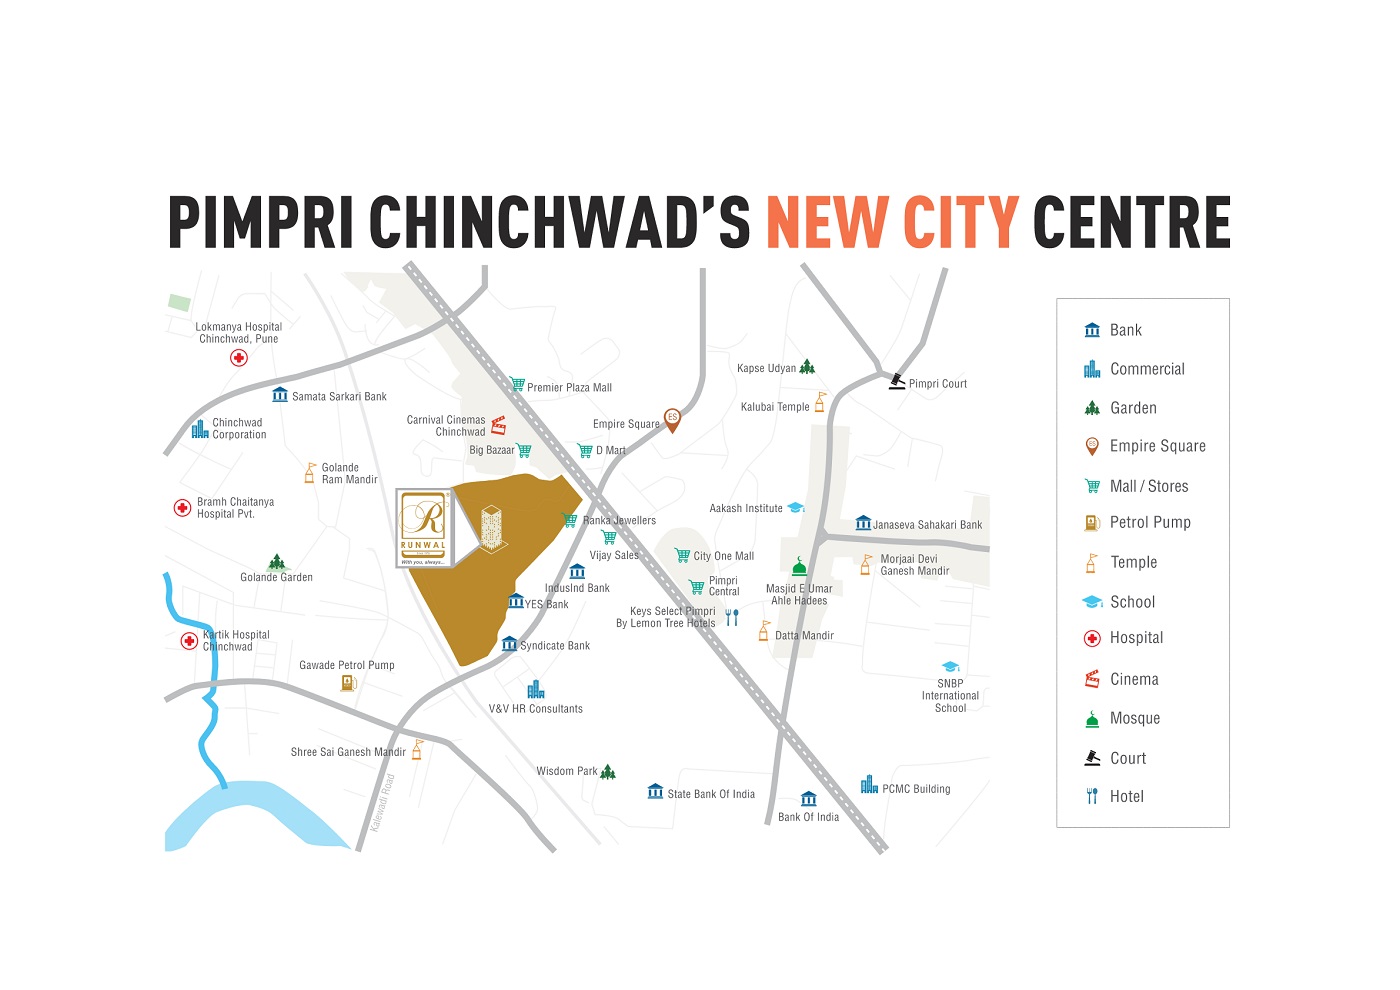 PIMPRI CHINCHWAD'S NEW CITY CENTRE
Lokmanya Hospital
Chinchwad, Pune
Samata Sarkari Bank
Chinchwad
Corporation
Golande
Ram Mandir
Bramh Chaitanya
Hospital Pvt.
Golande Garden
Kartik Hospital
Chinchwad
Gawade Petrol Pump
Shree Sai Ganesh Mandir
Kalewadi Road
Premier Plaza Mall
Carnival Cinemas
Chinchwad
Big Bazaar
D Mart
Empire Square
ES
R
RUNWAL
With you, always...
Ranka Jewellers
Vijay Sales
IndusInd Bank
YES Bank
Syndicate Bank
V&V HR Consultants
Wisdom Park
State Bank Of India
Bank Of India
PCMC Building
Kapse Udyan
Kalubai Temple
Pimpri Court
Aakash Institute
Janaseva Sahakari Bank
City One Mall
Pimpri
Central
Keys Select Pimpri
By Lemon Tree Hotels
Masjid E Umar
Ahle Hadees
Morjaai Devi
Ganesh Mandir
Datta Mandir
SNBP
International
School
Bank
Commercial
Garden
ES
Empire Square
Mall / Stores
Petrol Pump
Temple
School
Hospital
Cinema
Mosque
Court
Hotel